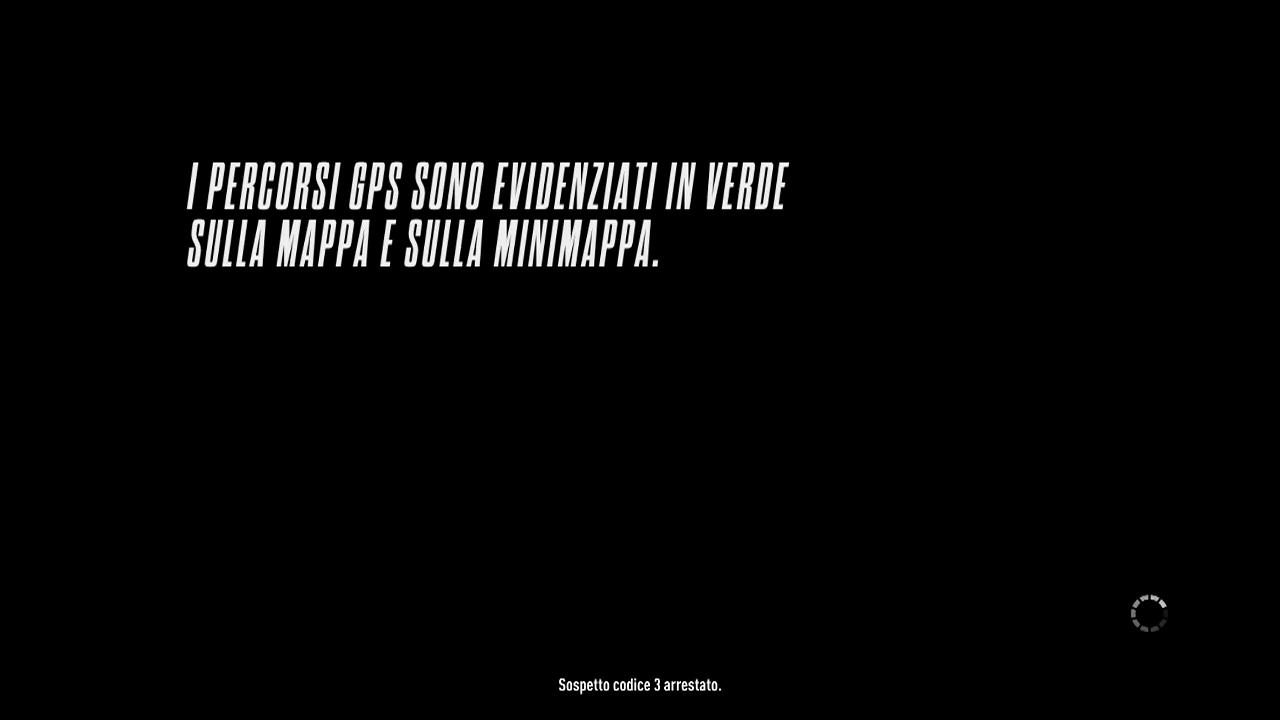 I PERCORSI GPS SONO EVIDENZIATI IN VERDE
SULLA MAPPA E SULLA MINIMAPPA.
Sospetto codice 3 arrestato.